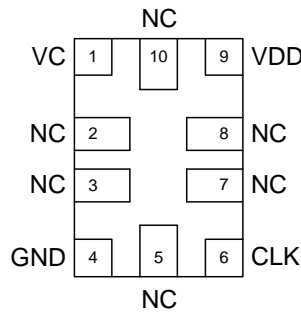 NC
VC 1 10 9 VDD
NC 2 8 NC
NC 3 7 NC
GND 4 5 6 CLK
NC